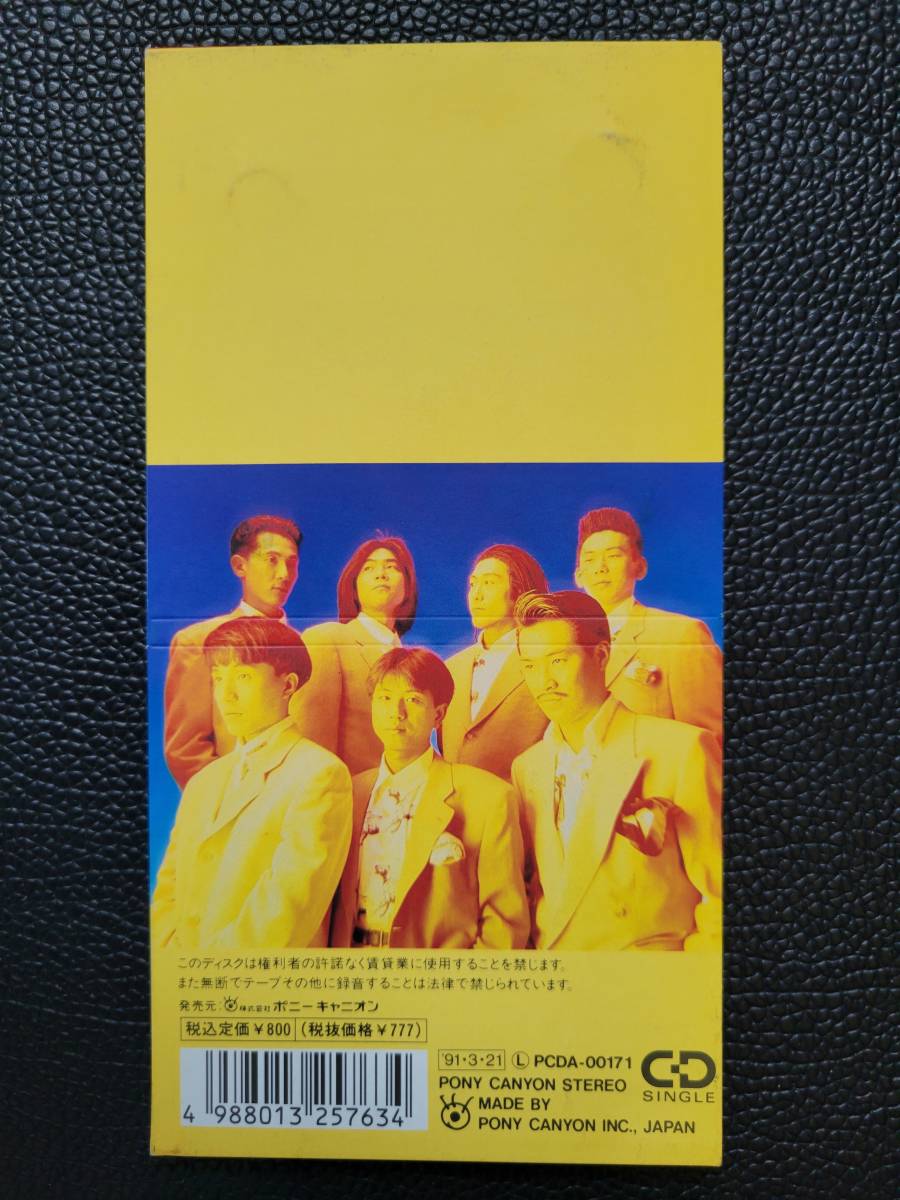 このディスクは権利者の許諾なく賃貸業に使用することを禁じます。
また無断でテープその他に録音することは法律で禁じられています。
発売元:株式会社 ポニーキャニオン
税込定価¥800 (税抜価格¥777)
4 988013 257634
'91・3・21 Ⓛ PCDA-00171
PONY CANYON STEREO
MADE BY
PONY CANYON INC., JAPAN
CD
SINGLE